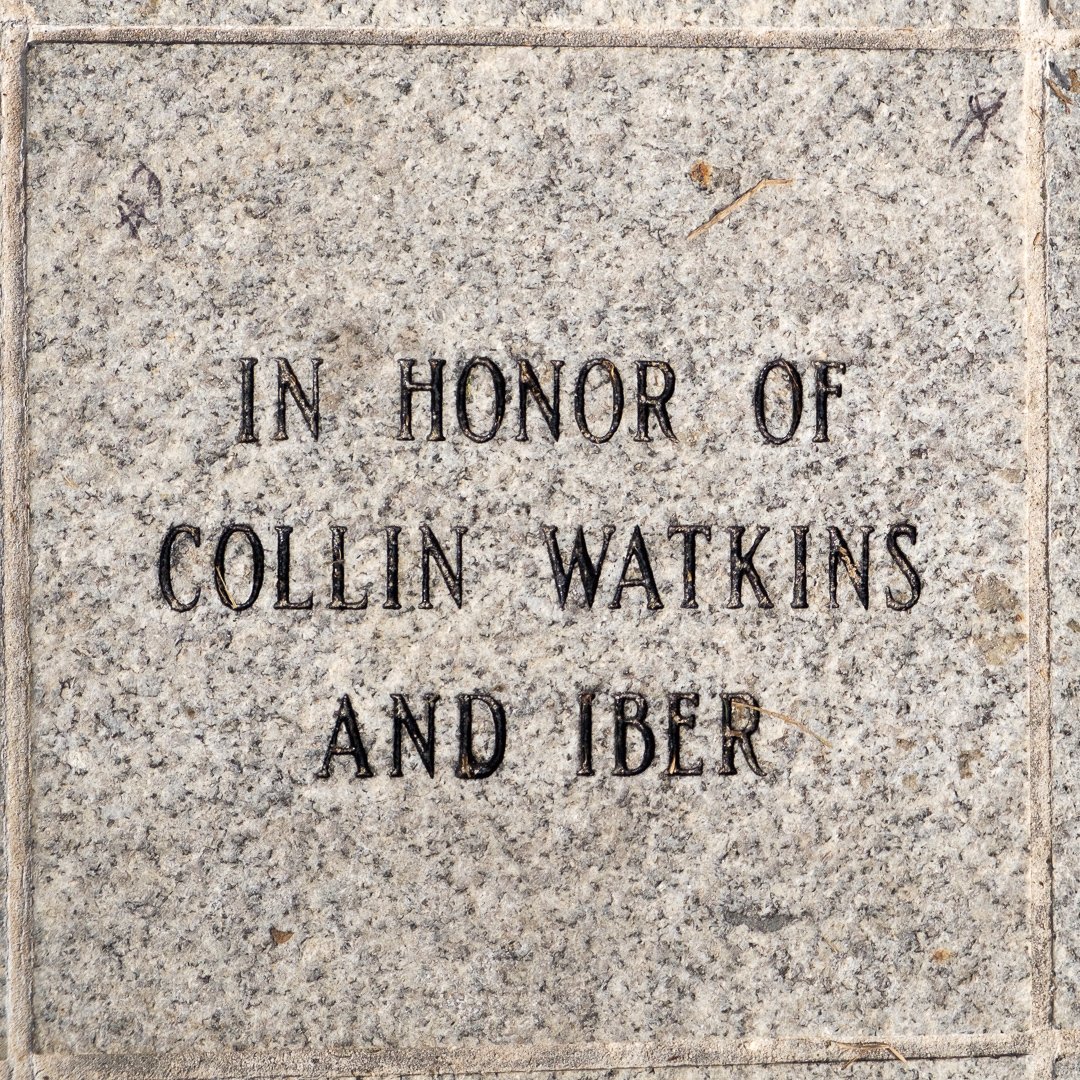 IN HONOR OF
COLLIN WATKINS
AND IBER